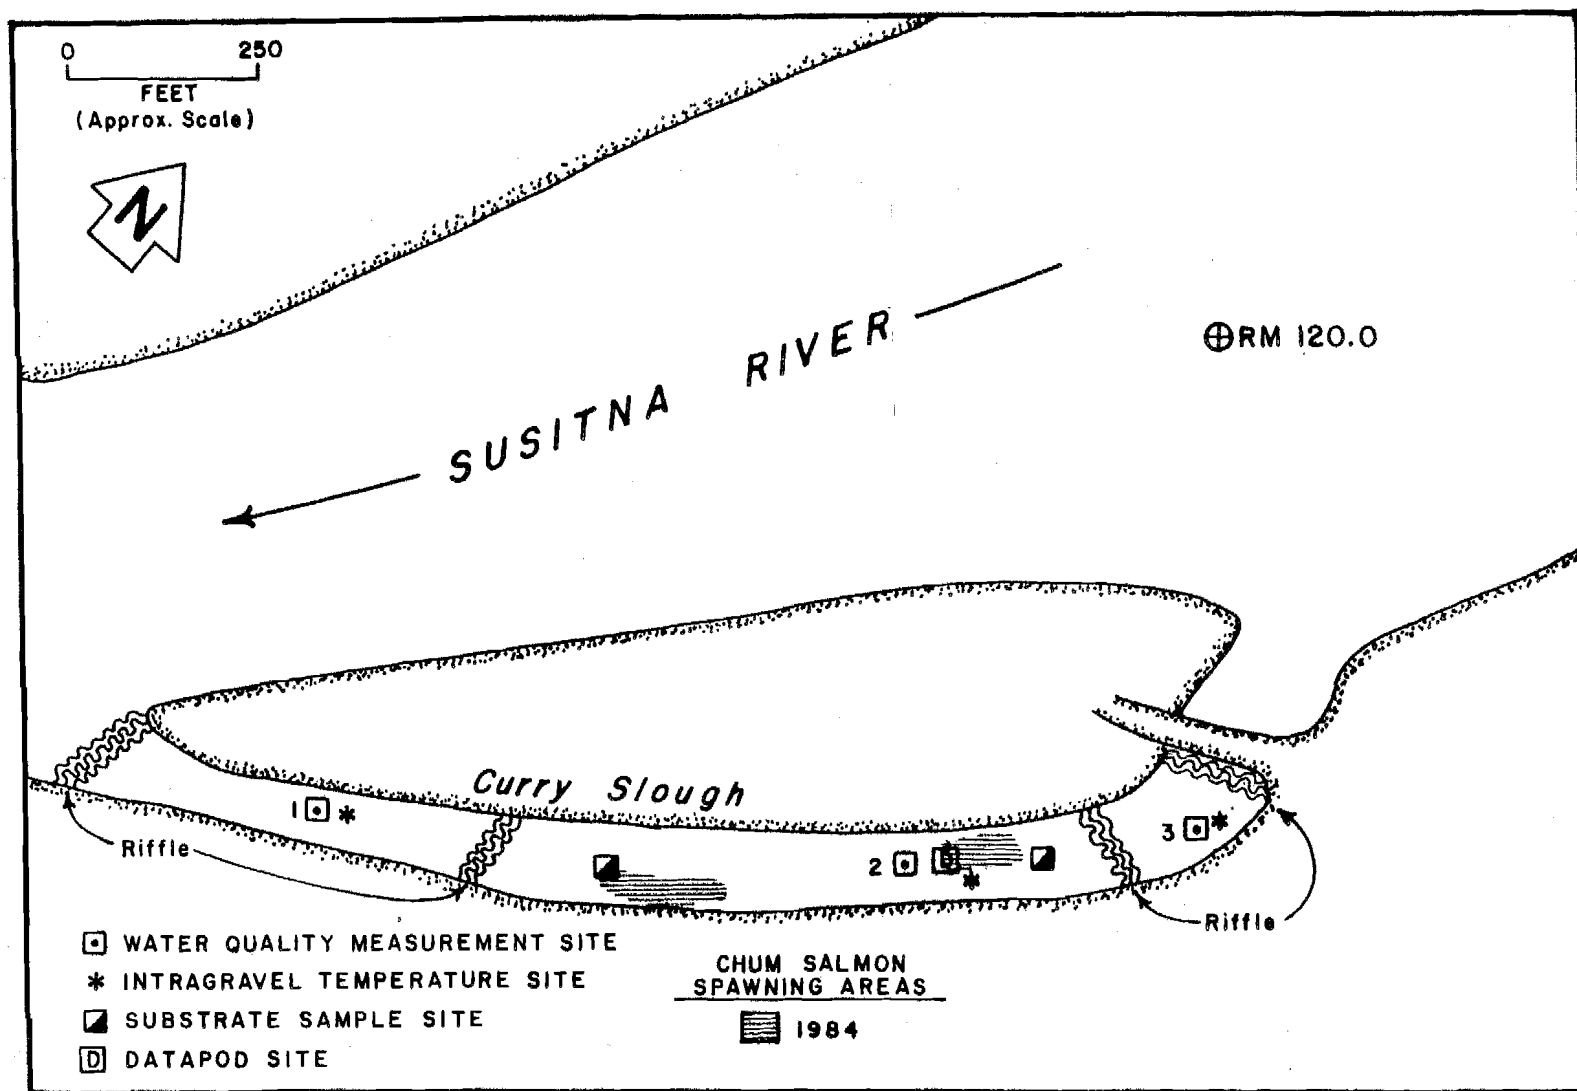 0 250
FEET
(Approx. Scale)
N
RM 120.0
SUSITNA RIVER
Curry Slough
1
2
D
3
Riffle
Riffle
WATER QUALITY MEASUREMENT SITE
INTRAGRAVEL TEMPERATURE SITE
SUBSTRATE SAMPLE SITE
D DATAPOD SITE
CHUM SALMON
SPAWNING AREAS
1984